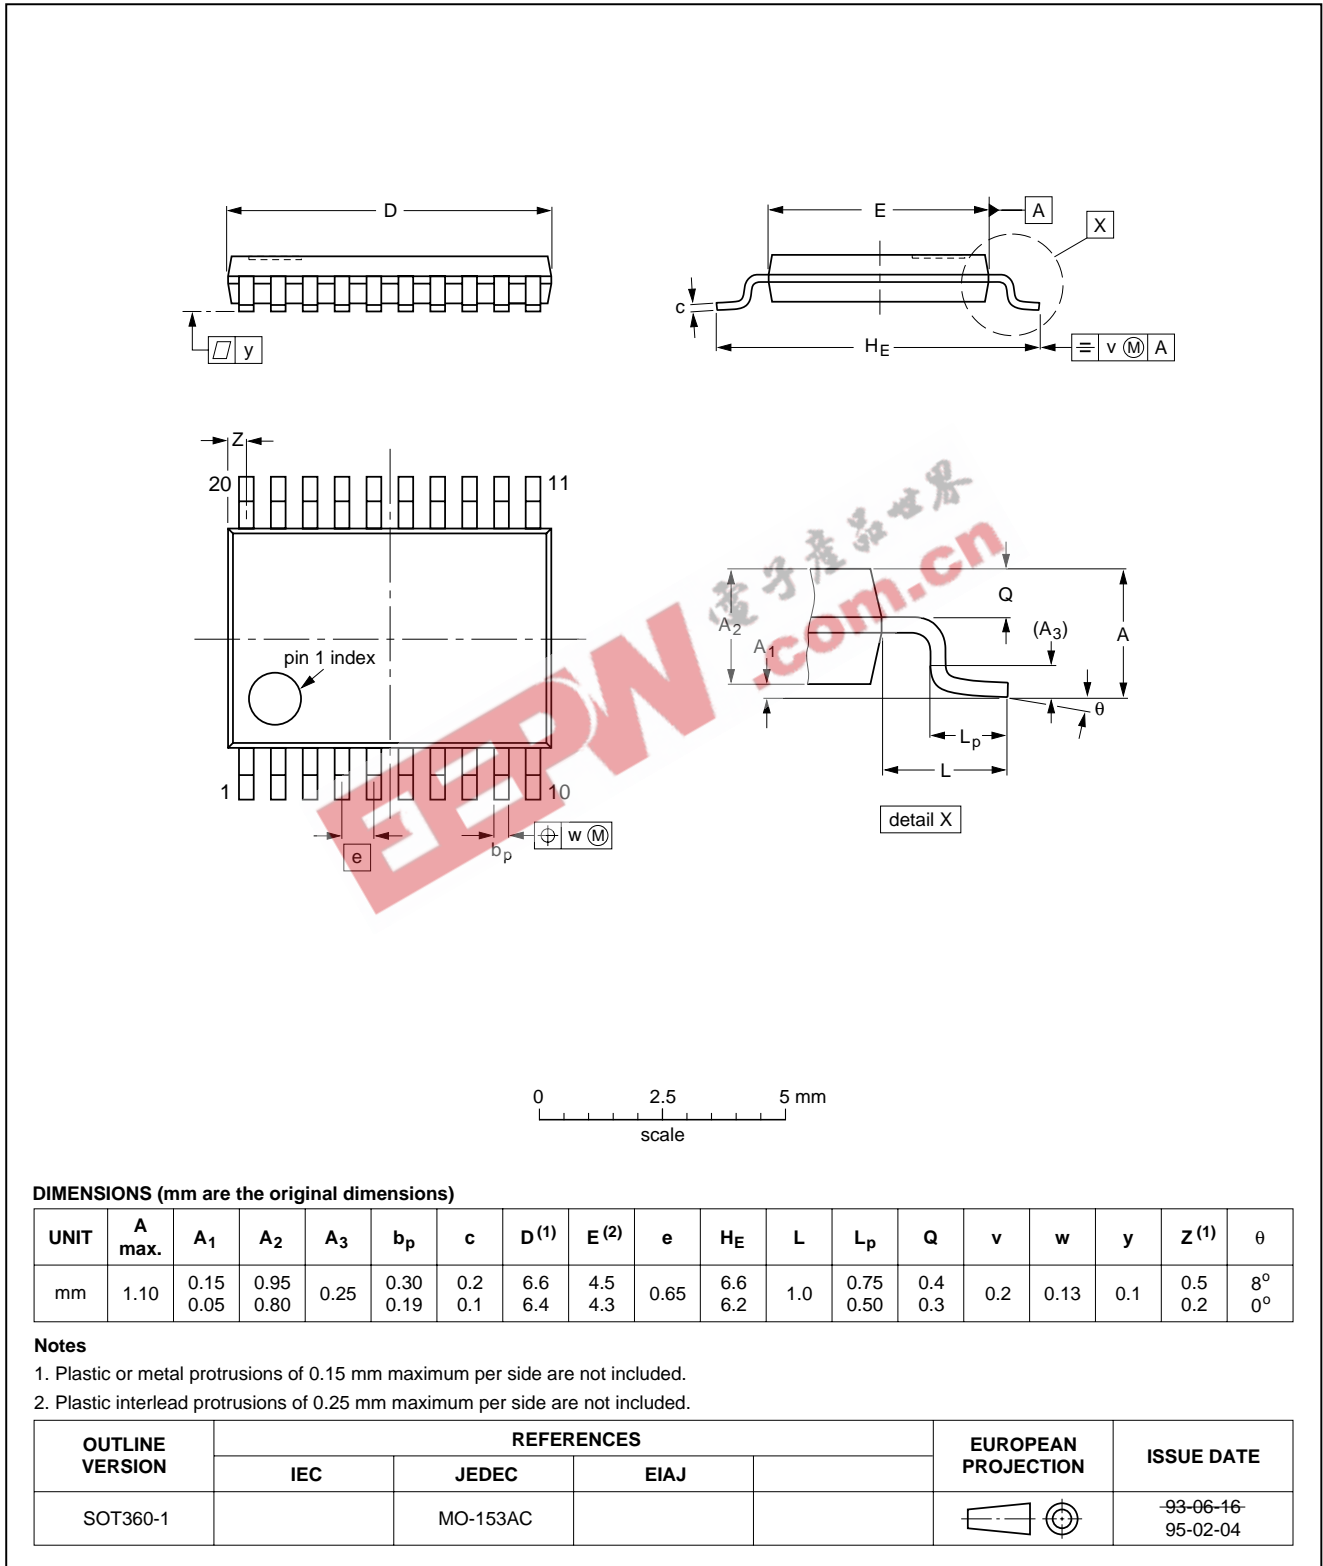 D
E
A
X
c
y
HE
= v M A
Z
20
11
電子產品世界
.com.cn
EEPW
Q
A2
(A3)
A
A1
pin 1 index
θ
Lp
L
1
10
detail X
w M
e
bp
0 2.5 5 mm
scale
DIMENSIONS (mm are the original dimensions)
UNIT A max. A1 A2 A3 bp c D(1) E(2) e HE L Lp Q v w y Z(1) θ
mm 1.10 0.15 0.05 0.95 0.80 0.25 0.30 0.19 0.2 0.1 6.6 6.4 4.5 4.3 0.65 6.6 6.2 1.0 0.75 0.50 0.4 0.3 0.2 0.13 0.1 0.5 0.2 8° 0°
Notes
1. Plastic or metal protrusions of 0.15 mm maximum per side are not included.
2. Plastic interlead protrusions of 0.25 mm maximum per side are not included.
OUTLINE VERSION REFERENCES EUROPEAN PROJECTION ISSUE DATE
IEC JEDEC EIAJ
SOT360-1 MO-153AC 93-06-16
95-02-04